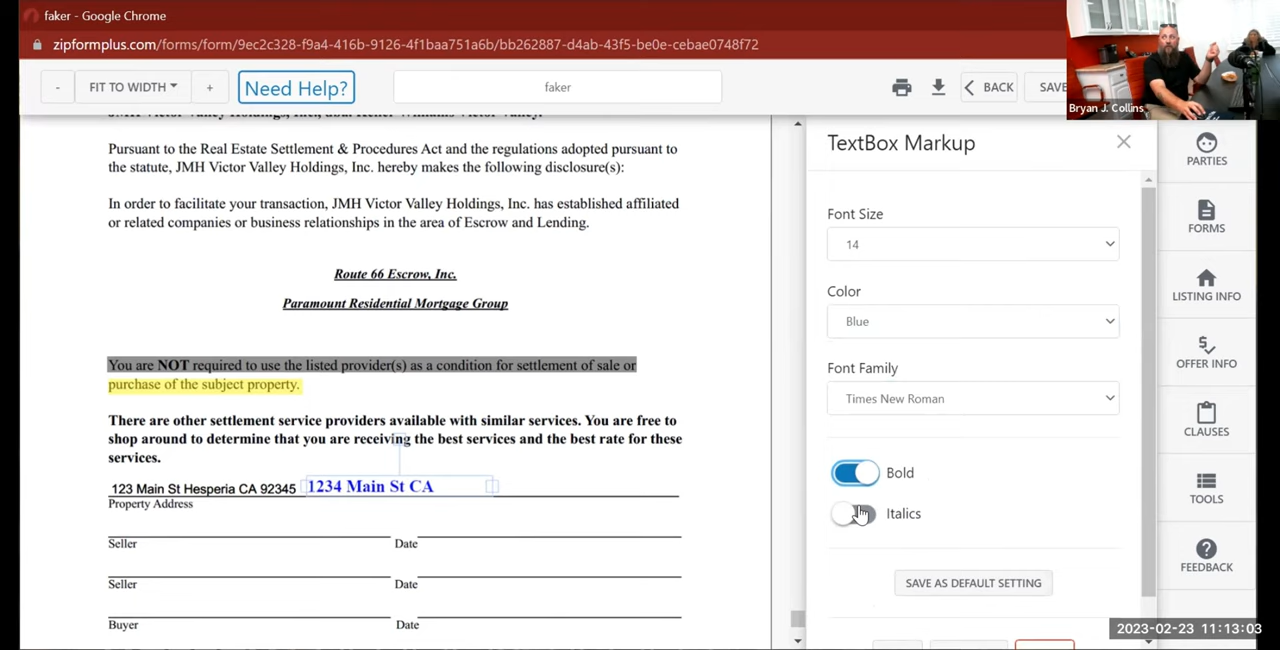 faker - Google Chrome
zipformplus.com/forms/form/9ec2c328-f9a4-416b-9126-4f1baa751a6b/bb262887-d4ab-43f5-be0e-cebae0748f72
- FIT TO WIDTH + Need Help? faker BACK SAVE
Bryan J. Collins
Pursuant to the Real Estate Settlement & Procedures Act and the regulations adopted pursuant to
the statute, JMH Victor Valley Holdings, Inc. hereby makes the following disclosure(s):
In order to facilitate your transaction, JMH Victor Valley Holdings, Inc. has established affiliated
or related companies or business relationships in the area of Escrow and Lending.
Route 66 Escrow, Inc.
Paramount Residential Mortgage Group
You are NOT required to use the listed provider(s) as a condition for settlement of sale or
purchase of the subject property.
There are other settlement service providers available with similar services. You are free to
shop around to determine that you are receiving the best services and the best rate for these
services.
123 Main St Hesperia CA 92345 1234 Main St CA
Property Address
Seller Date
Seller Date
Buyer Date
TextBox Markup
Font Size
14
Color
Blue
Font Family
Times New Roman
Bold
Italics
SAVE AS DEFAULT SETTING
PARTIES
FORMS
LISTING INFO
OFFER INFO
CLAUSES
TOOLS
FEEDBACK
2023-02-23 11:13:03